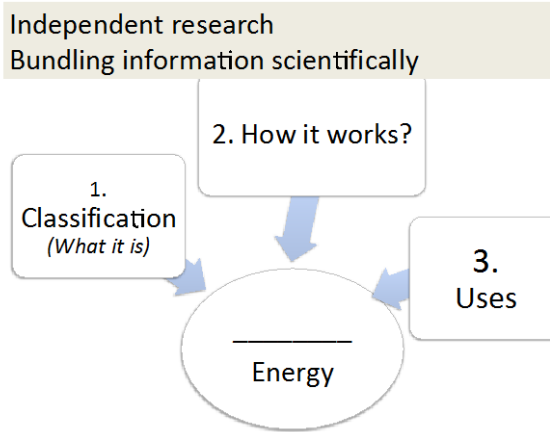 Independent research
Bundling information scientifically
2. How it works?
1.
Classification
(What it is)
3.
Uses
________
Energy